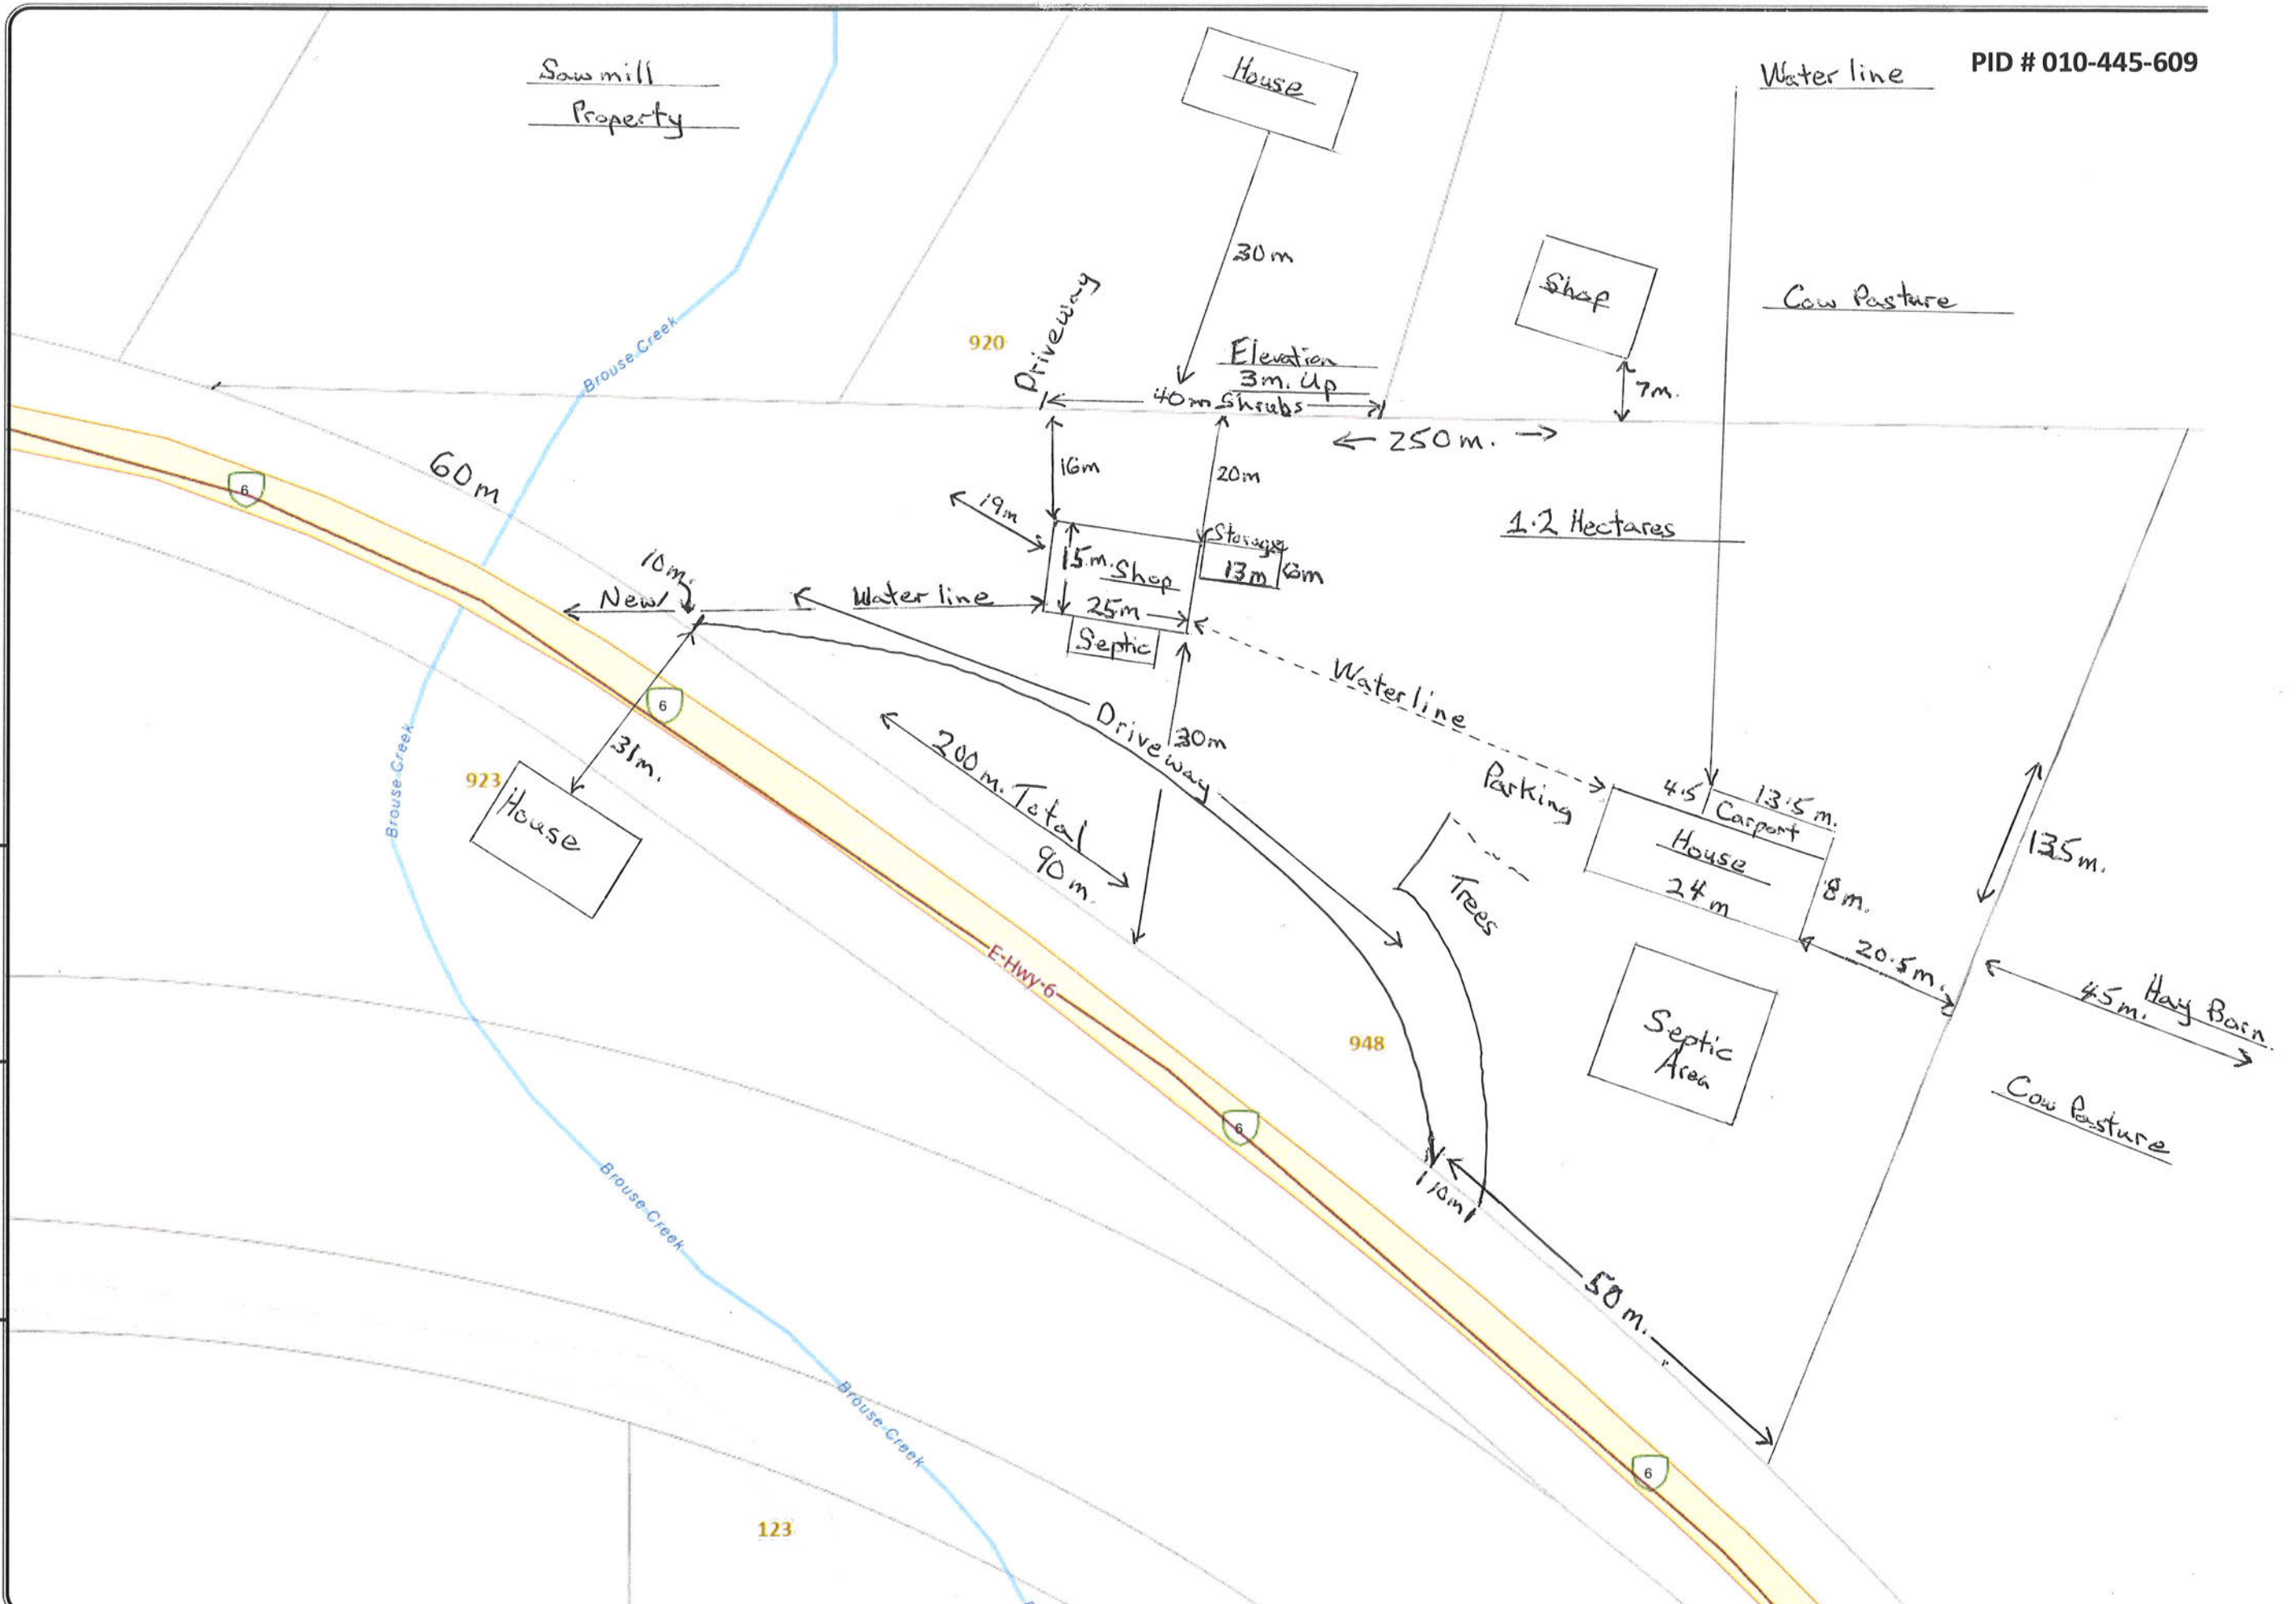 PID # 010-445-609
Sawmill
Property
House
Water line
30m
Shop
Cow Pasture
Driveway
920
Brouse-Creek
Elevation
3m. Up
40m Shrubs
7m.
250m.
60m
6
16m
20m
19m
1.2 Hectares
Storage
13m
6m
15m.
Shop
25m
Septic
10m.
New
Water line
Waterline
Driveway
30m
200m. Total
90m.
6
31m.
923
House
Brouse-Creek
Parking
4.5
13.5m.
Carport
House
24m
8m.
135m.
Trees
20.5m.
45m.
Hay Barn.
Cow Pasture
Septic
Area
E-Hwy-6
948
10m
6
50m.
Brouse-Creek
Brouse-Creek
6
123